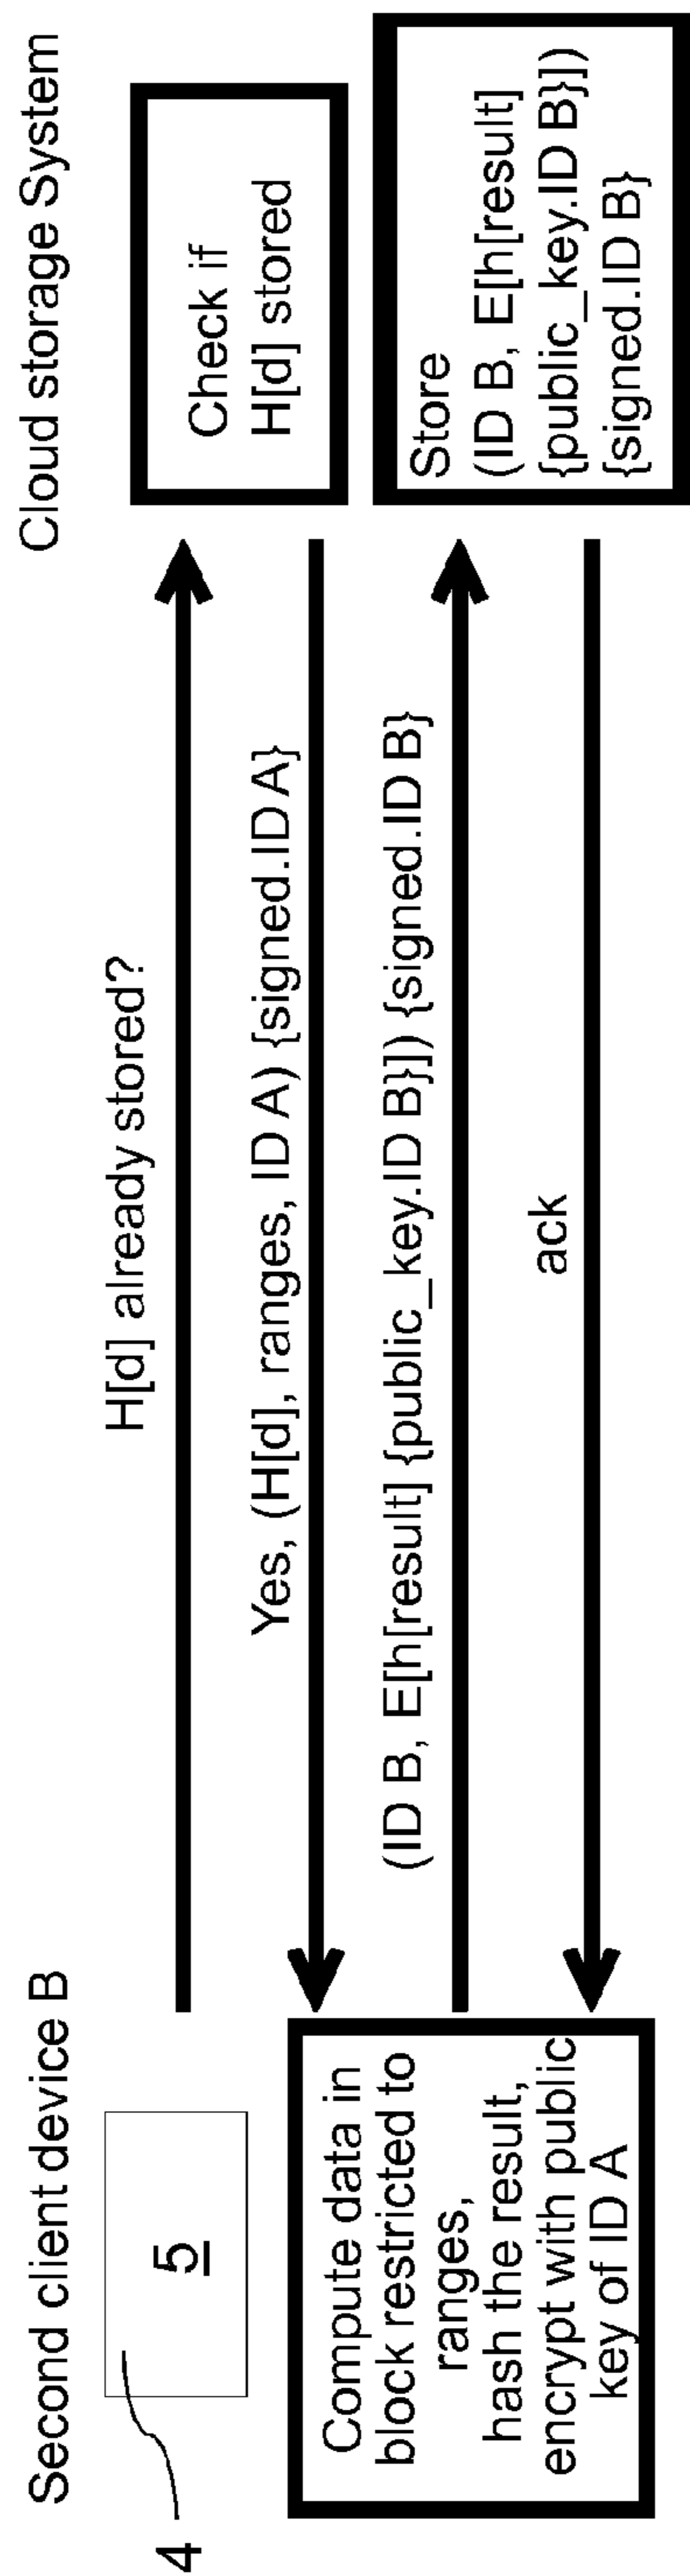 Second client device B
Cloud storage System
4
5
H[d] already stored?
Check if
H[d] stored
Yes, (H[d], ranges, ID A) {signed.ID A}
Compute data in
block restricted to
ranges,
hash the result,
encrypt with public
key of ID A
(ID B, E[h[result] {public_key.ID B}]) {signed.ID B}
Store
(ID B, E[h[result]
{public_key.ID B}])
{signed.ID B}
ack